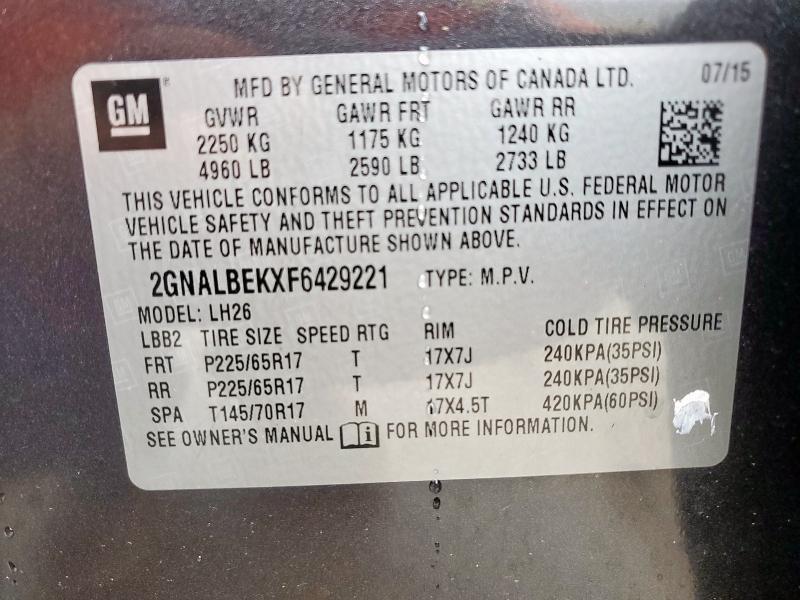 GM
MFD BY GENERAL MOTORS OF CANADA LTD. 07/15
GVWR GAWR FRT GAWR RR
2250 KG 1175 KG 1240 KG
4960 LB 2590 LB 2733 LB
THIS VEHICLE CONFORMS TO ALL APPLICABLE U.S. FEDERAL MOTOR
VEHICLE SAFETY AND THEFT PREVENTION STANDARDS IN EFFECT ON
THE DATE OF MANUFACTURE SHOWN ABOVE.
2GNALBEKXF6429221 TYPE: M.P.V.
MODEL: LH26
LBB2 TIRE SIZE SPEED RTG RIM COLD TIRE PRESSURE
FRT P225/65R17 T 17X7J 240KPA(35PSI)
RR P225/65R17 T 17X7J 240KPA(35PSI)
SPA T145/70R17 M 17X4.5T 420KPA(60PSI)
SEE OWNER'S MANUAL i FOR MORE INFORMATION.